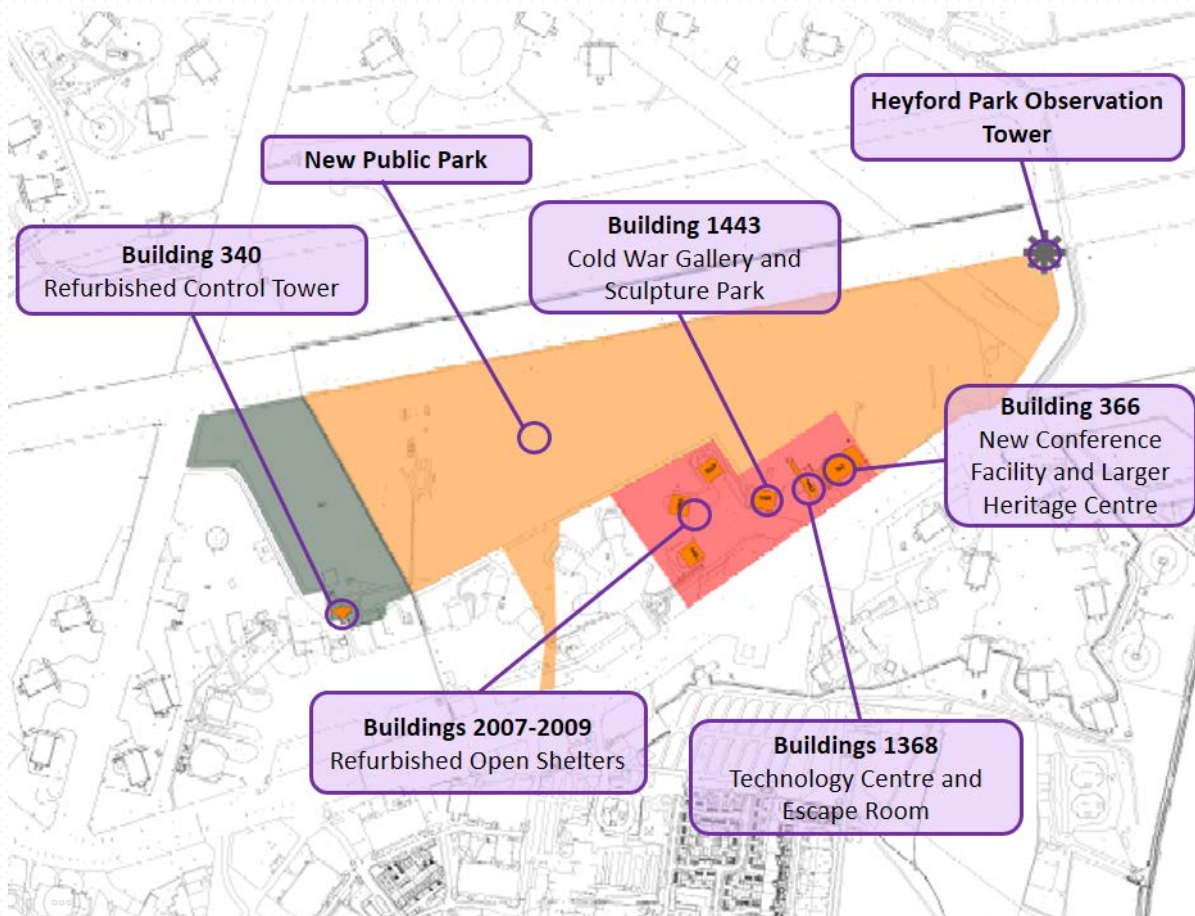 Heyford Park Observation
Tower
New Public Park
Building 1443
Cold War Gallery and
Sculpture Park
Building 340
Refurbished Control Tower
Building 366
New Conference
Facility and Larger
Heritage Centre
Buildings 2007-2009
Refurbished Open Shelters
Buildings 1368
Technology Centre and
Escape Room